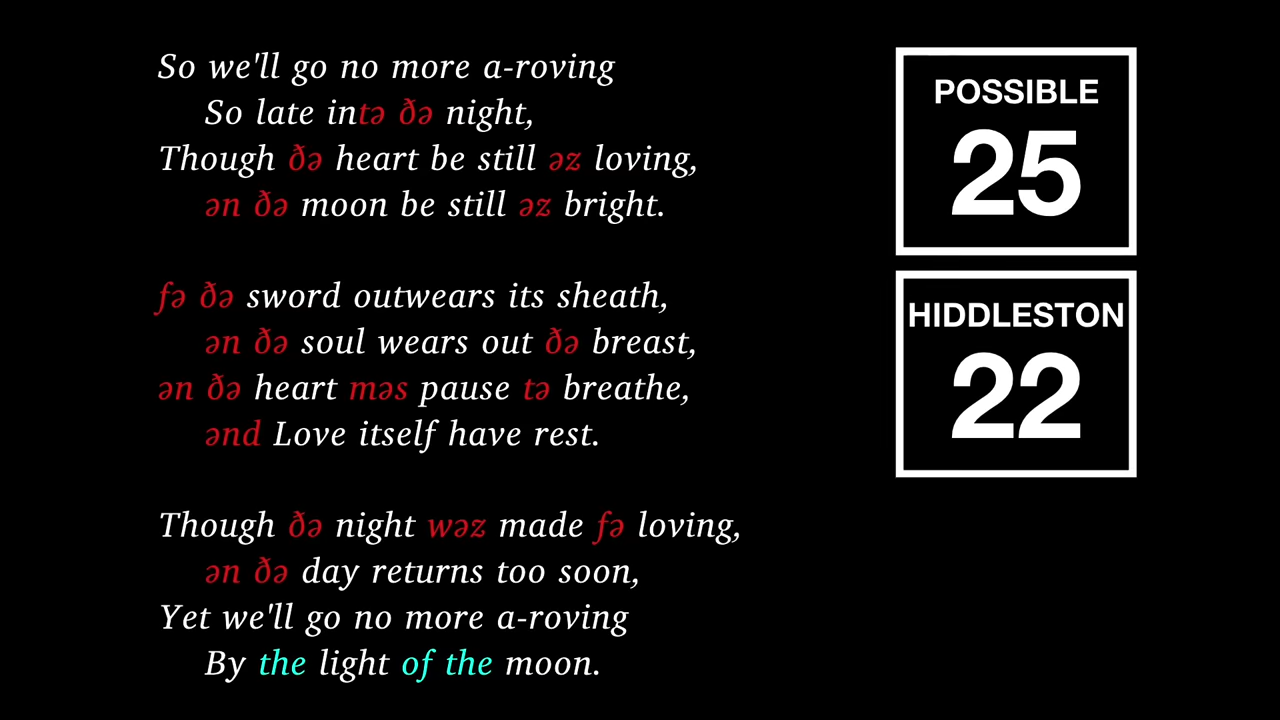 So we'll go no more a-roving
So late intə ðə night,
Though ðə heart be still əz loving,
ən ðə moon be still əz bright.
fə ðə sword outwears its sheath,
ən ðə soul wears out ðə breast,
ən ðə heart məs pause tə breathe,
ənd Love itself have rest.
Though ðə night wəz made fə loving,
ən ðə day returns too soon,
Yet we'll go no more a-roving
By the light of the moon.
POSSIBLE
25
HIDDLESTON
22